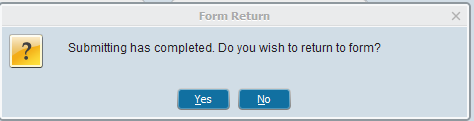 Form Return
Submitting has completed. Do you wish to return to form?
Yes
No